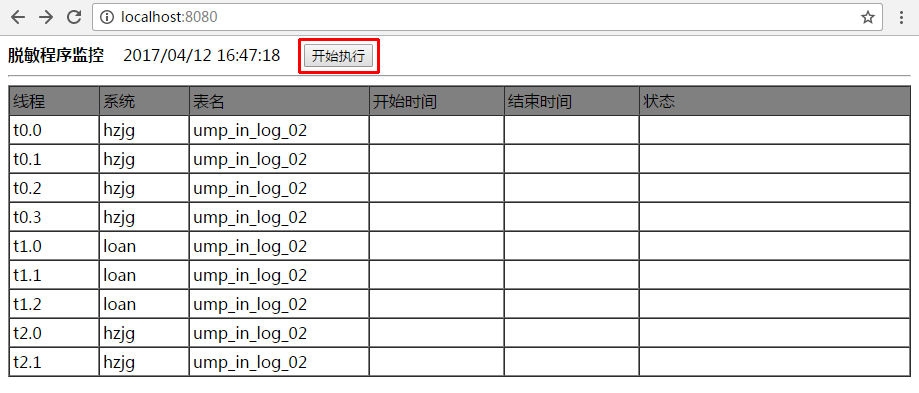 localhost:8080
脱敏程序监控 2017/04/12 16:47:18 开始执行
线程 系统 表名 开始时间 结束时间 状态
t0.0 hzjg ump_in_log_02
t0.1 hzjg ump_in_log_02
t0.2 hzjg ump_in_log_02
t0.3 hzjg ump_in_log_02
t1.0 loan ump_in_log_02
t1.1 loan ump_in_log_02
t1.2 loan ump_in_log_02
t2.0 hzjg ump_in_log_02
t2.1 hzjg ump_in_log_02